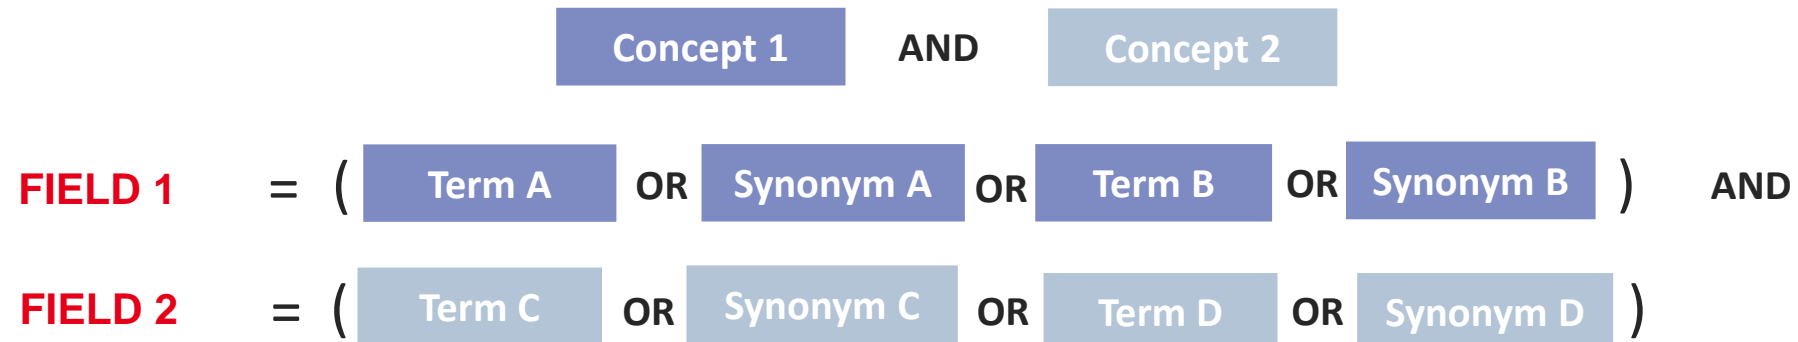 Concept 1 AND Concept 2
FIELD 1 = ( Term A OR Synonym A OR Term B OR Synonym B ) AND
FIELD 2 = ( Term C OR Synonym C OR Term D OR Synonym D )